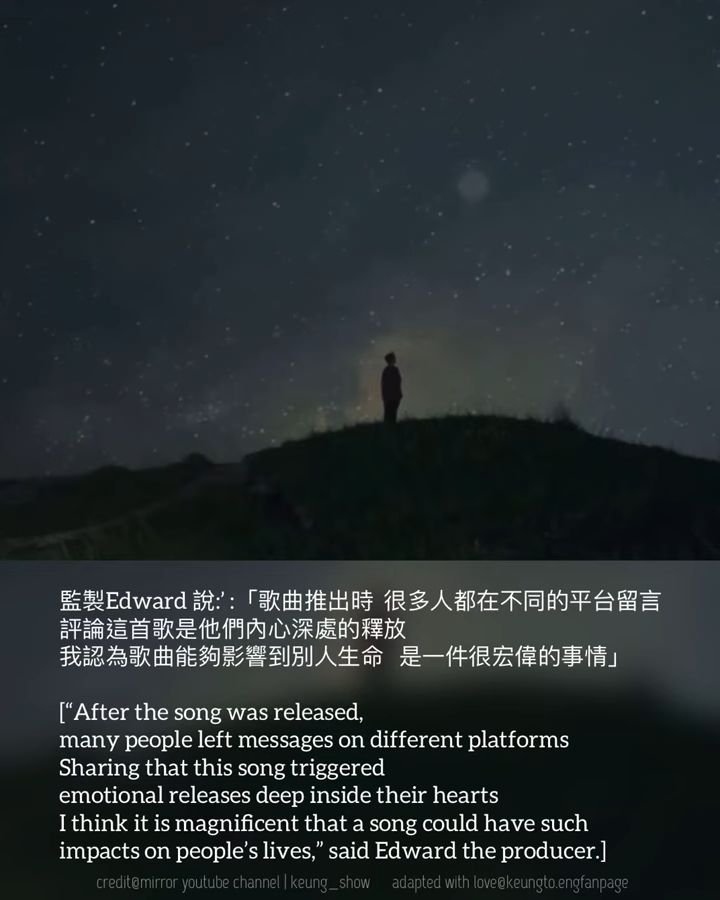 監製Edward 說:’ :「歌曲推出時 很多人都在不同的平台留言
評論這首歌是他們內心深處的釋放
我認為歌曲能夠影響到別人生命 是一件很宏偉的事情」
[“After the song was released,
many people left messages on different platforms
Sharing that this song triggered
emotional releases deep inside their hearts
I think it is magnificent that a song could have such
impacts on people’s lives,” said Edward the producer.]
credit@mirror youtube channel | keung_show adapted with love@keungto.engfanpage